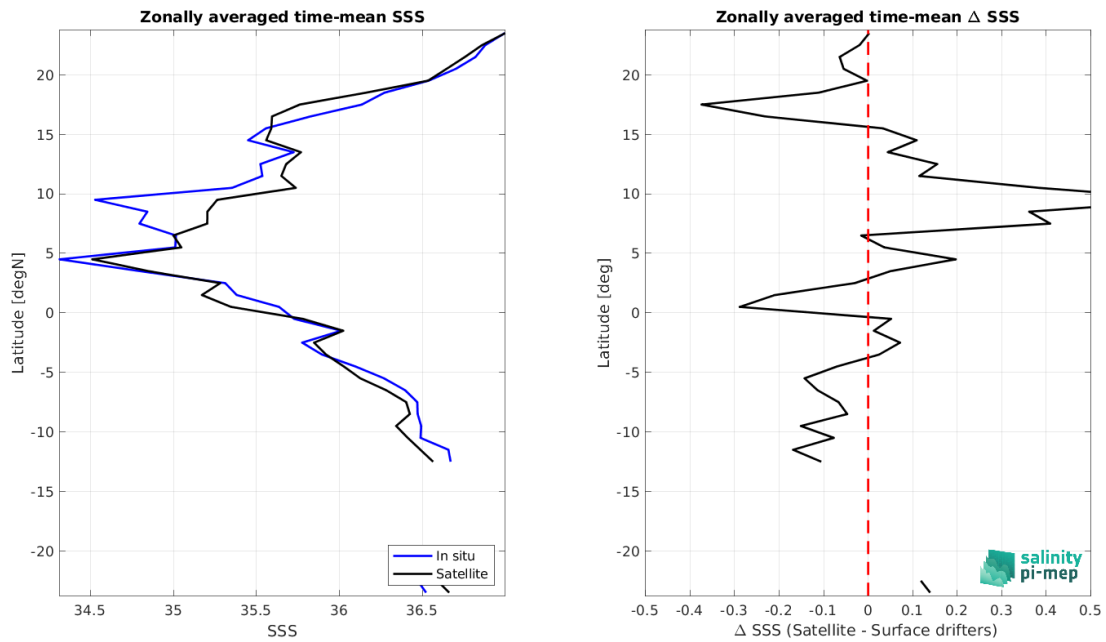 Zonally averaged time-mean SSS
Latitude [degN]
20
15
10
5
0
-5
-10
-15
-20
34.5 35 35.5 36 36.5
SSS
In situ
Satellite
Zonally averaged time-mean Δ SSS
Latitude [deg]
20
15
10
5
0
-5
-10
-15
-20
-0.5 -0.4 -0.3 -0.2 -0.1 0 0.1 0.2 0.3 0.4 0.5
Δ SSS (Satellite - Surface drifters)
salinity
pi-mep